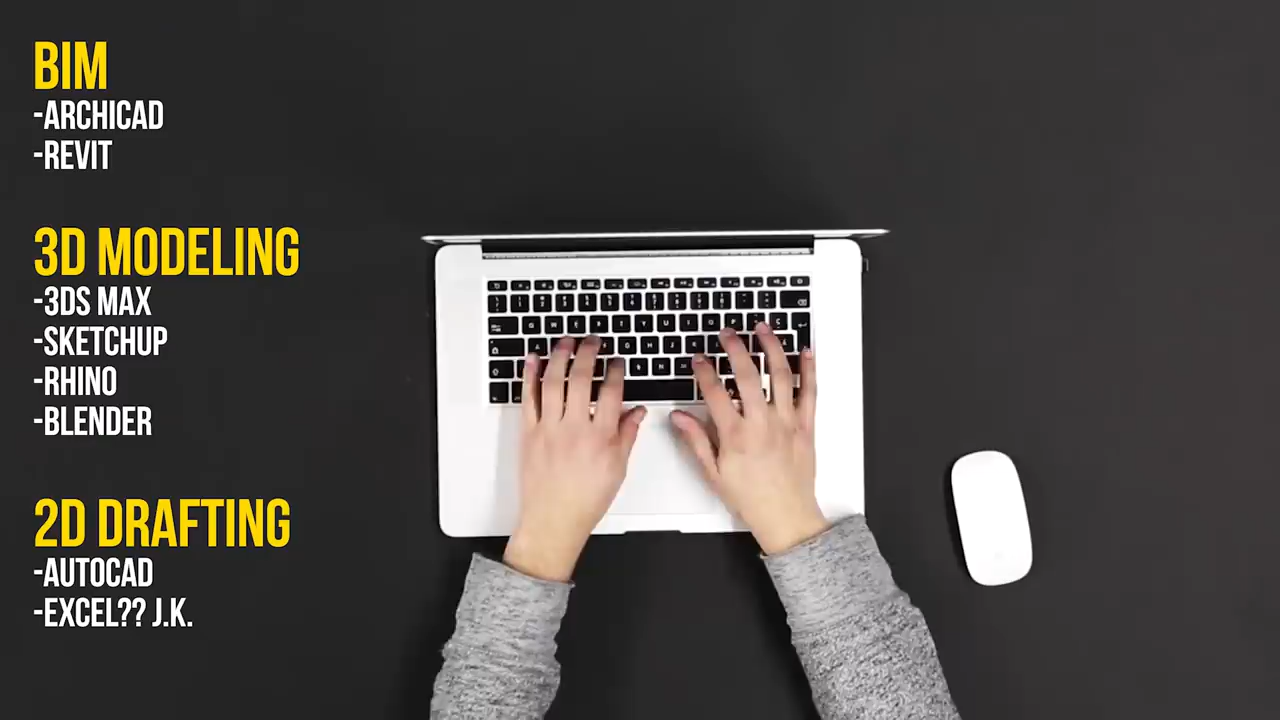 BIM
-ARCHICAD
-REVIT
3D MODELING
-3DS MAX
-SKETCHUP
-RHINO
-BLENDER
2D DRAFTING
-AUTOCAD
-EXCEL?? J.K.